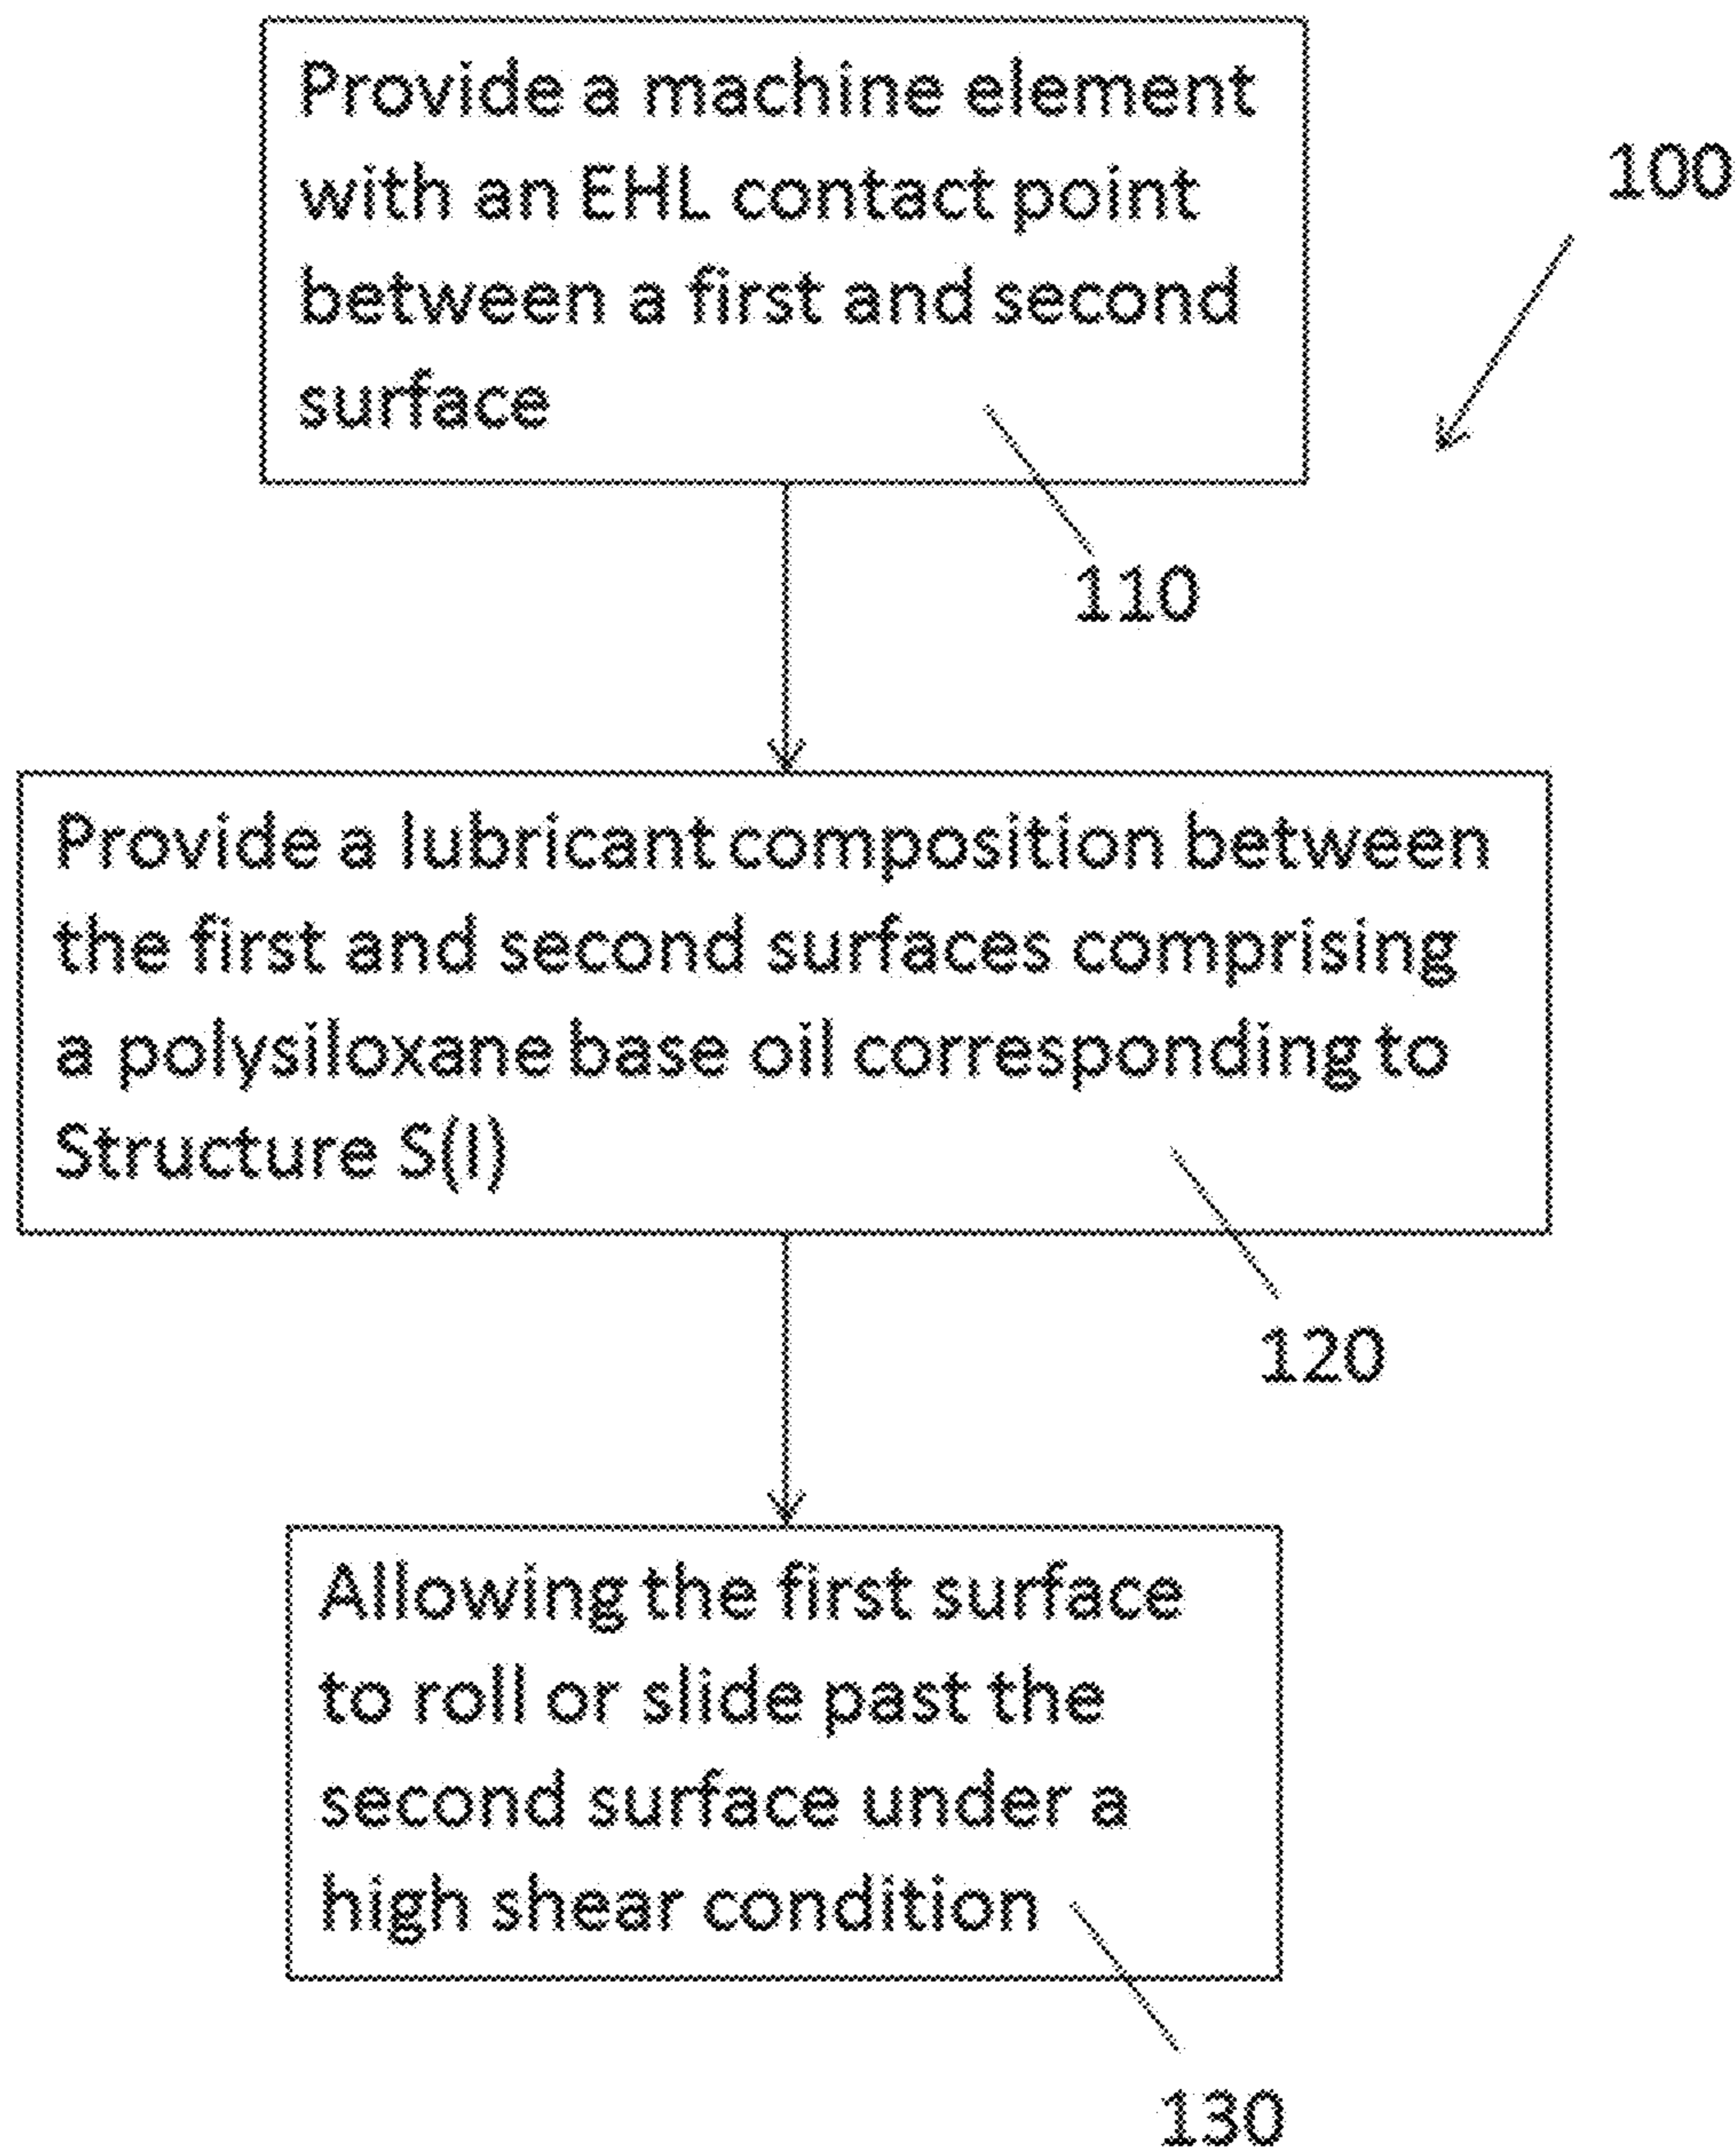 Provide a machine element
with an EHL contact point
between a first and second
surface
100
110
Provide a lubricant composition between
the first and second surfaces comprising
a polysiloxane base oil corresponding to
Structure S(I)
120
Allowing the first surface
to roll or slide past the
second surface under a
high shear condition
130